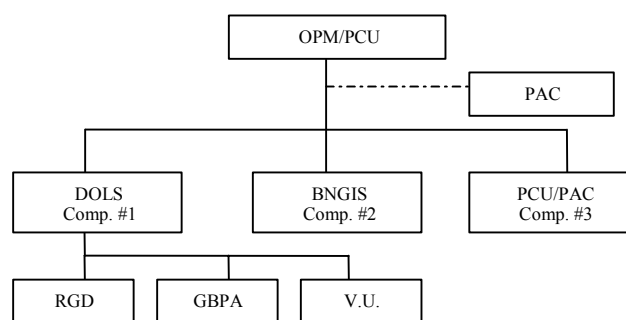 OPM/PCU
PAC
DOLS
Comp. #1
BNGIS
Comp. #2
PCU/PAC
Comp. #3
RGD
GBPA
V.U.